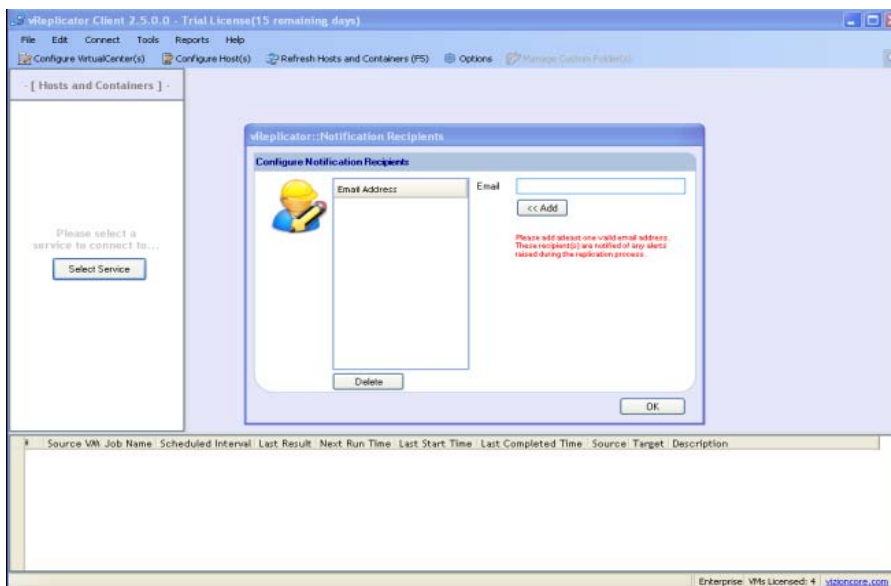 vReplicator Client 2.5.0.0 - Trial License(15 remaining days)
File Edit Connect Tools Reports Help
Configure VirtualCenter(s) Configure Host(s) Refresh Hosts and Containers (F5) Options Manage Custom Folder(s)
- [ Hosts and Containers ] -
vReplicator::Notification Recipients
Configure Notification Recipients
Email Address
Email
<< Add
Please add atleast one valid email address.
These recipient(s) are notified of any alerts
raised during the replication process.
Please select a
service to connect to...
Select Service
Delete
OK
# Source VM Job Name Scheduled Interval Last Result Next Run Time Last Start Time Last Completed Time Source Target Description
Enterprise VMs Licensed: 4 vizioncore.com